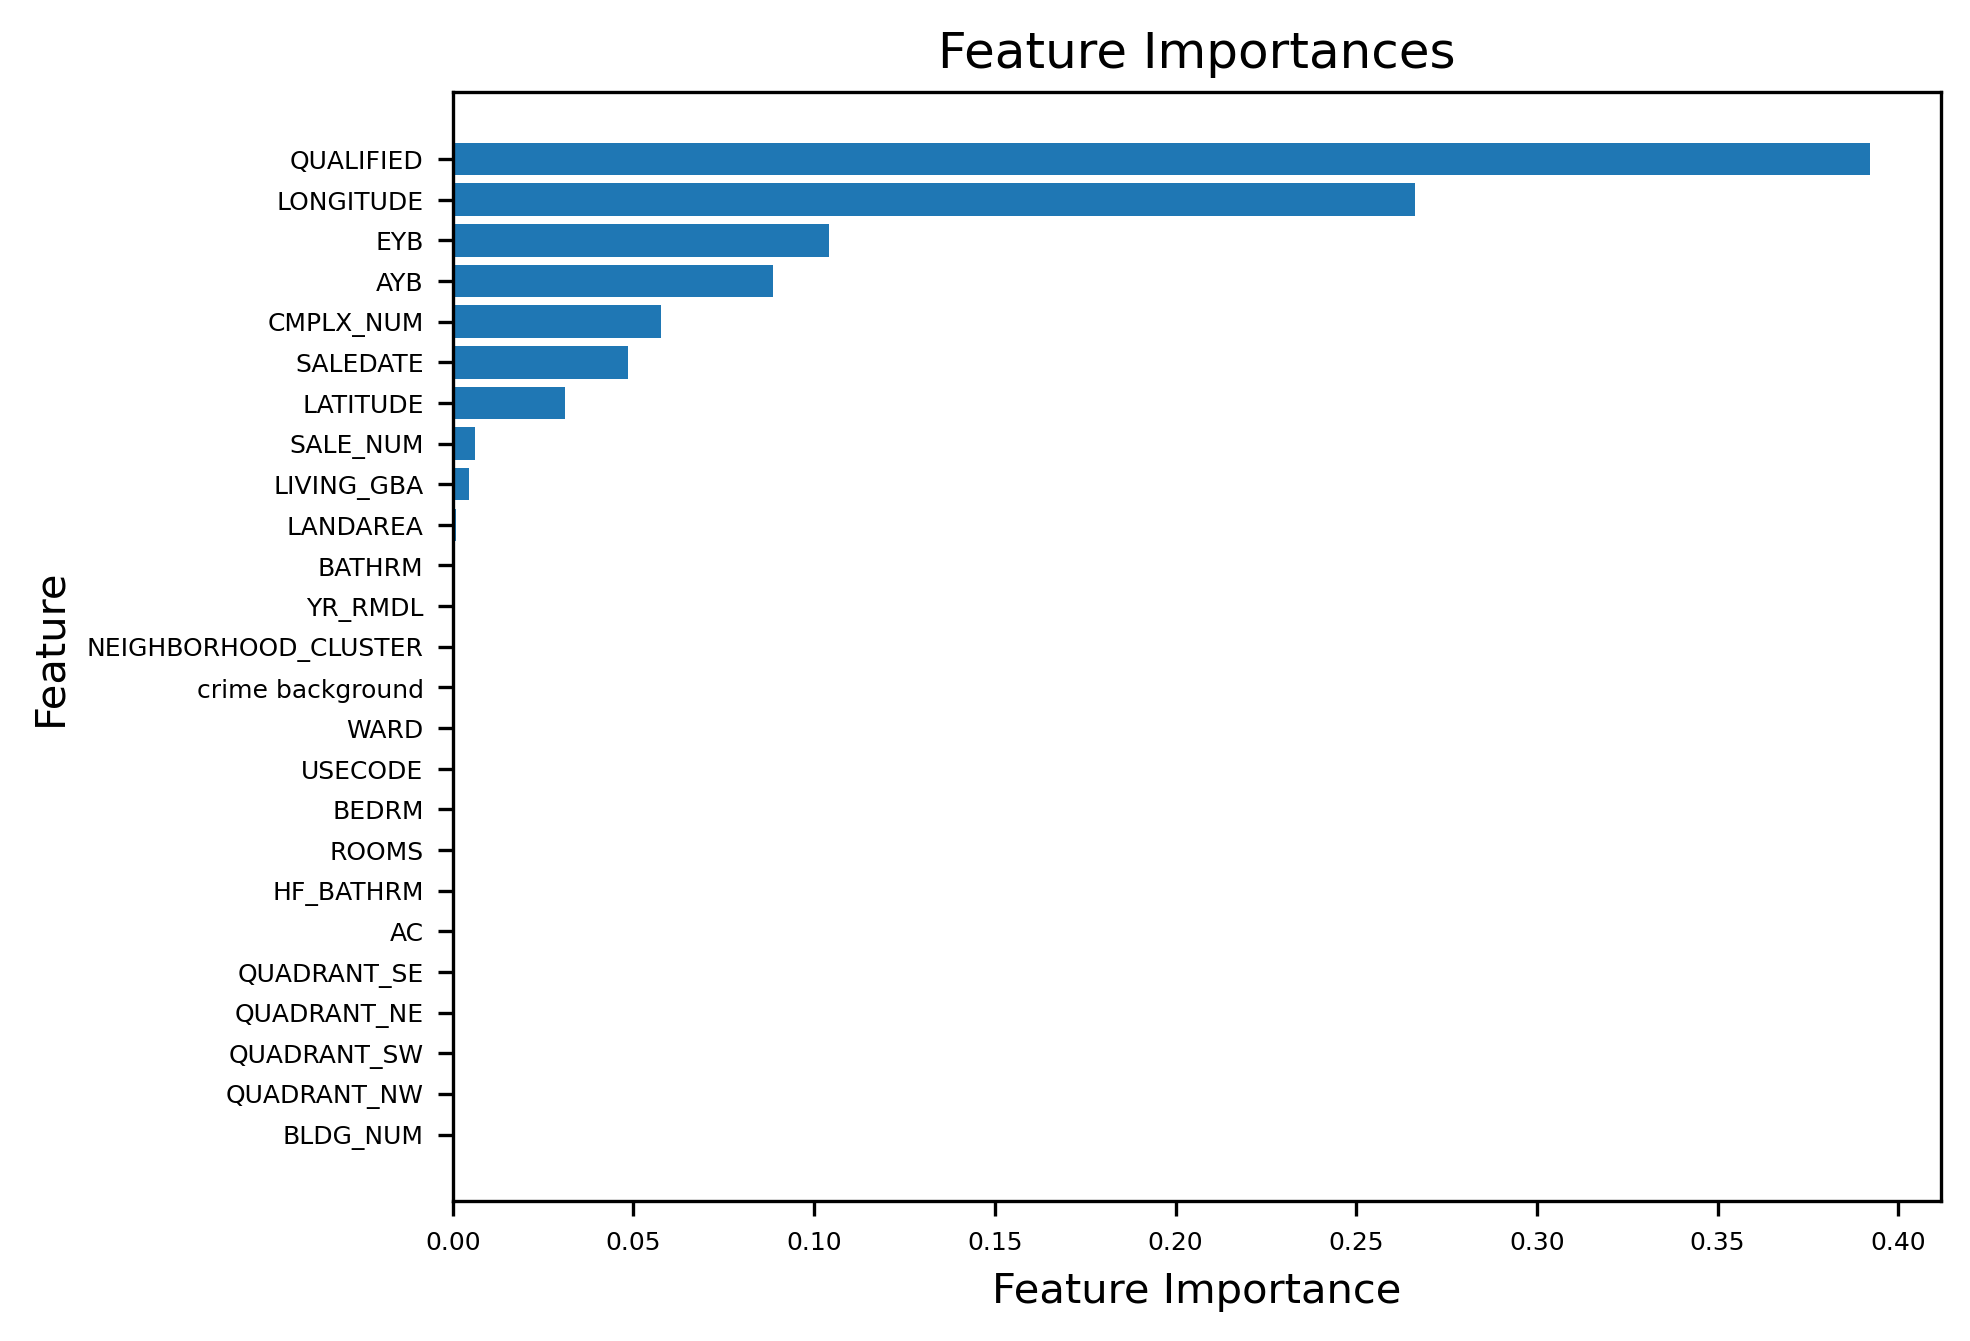 Feature Importances
QUALIFIED
LONGITUDE
EYB
AYB
CMPLX_NUM
SALEDATE
LATITUDE
SALE_NUM
LIVING_GBA
LANDAREA
BATHRM
YR_RMDL
NEIGHBORHOOD_CLUSTER
crime background
WARD
USECODE
BEDRM
ROOMS
HF_BATHRM
AC
QUADRANT_SE
QUADRANT_NE
QUADRANT_SW
QUADRANT_NW
BLDG_NUM
Feature
0.00 0.05 0.10 0.15 0.20 0.25 0.30 0.35 0.40
Feature Importance